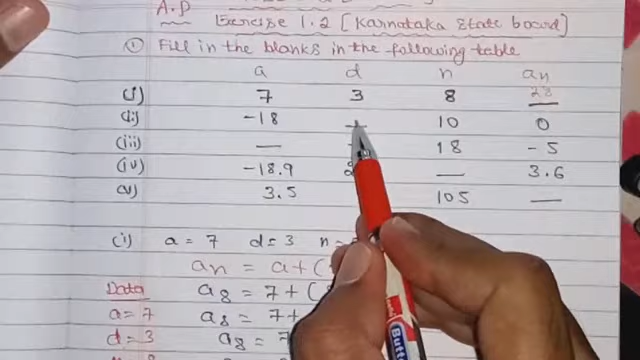 A.P
Exercise 1.2 [Karnataka state board]
① Fill in the blanks in the following table
a d n an
(i) 7 3 8 28
(ii) -18 — 10 0
(iii) — 18 -5
(iv) -18.9 — 3.6
(v) 3.5 105 —
(i) a = 7 d = 3
an = a + (
Data a8 = 7 + (
a = 7 a8 = 7 +
d = 3 a8 = 7
Butter